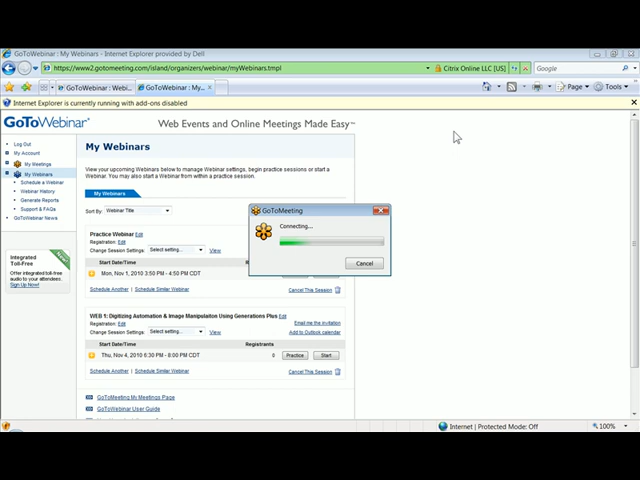 GoToWebinar : My Webinars - Internet Explorer provided by Dell
https://www2.gotomeeting.com/island/organizers/webinar/myWebinars.tmpl
Citrix Online LLC [US]
Google
GoToWebinar : Webi...
GoToWebinar : My...
Page
Tools
Internet Explorer is currently running with add-ons disabled
GoToWebinar
Web Events and Online Meetings Made Easy™
Log Out
My Account
My Meetings
My Webinars
Schedule a Webinar
Webinar History
Generate Reports
Support & FAQs
GoToWebinar News
Integrated
Toll-Free
New
Offer integrated toll-free
audio to your attendees.
Sign Up Now!
My Webinars
View your upcoming Webinars below to manage Webinar settings, begin practice sessions or start a
Webinar. You may also start a Webinar from within a practice session.
My Webinars
Sort By: Webinar Title
Practice Webinar Edit
Registration: Edit
Change Session Settings: Select setting... View
Start Date/Time
Mon, Nov 1, 2010 3:50 PM - 4:50 PM CDT
Schedule Another | Schedule Similar Webinar
Cancel This Session
GoToMeeting
Connecting...
Cancel
WEB 1: Digitizing Automation & Image Manipulation Using Generations Plus Edit
Registration: Edit
Email me the invitation
Change Session Settings: Select setting... View
Add to Outlook calendar
Start Date/Time
Registrants
Thu, Nov 4, 2010 6:30 PM - 8:00 PM CDT
0
Practice
Start
Schedule Another | Schedule Similar Webinar
Cancel This Session
GoToMeeting My Meetings Page
GoToWebinar User Guide
Internet | Protected Mode: Off
100%